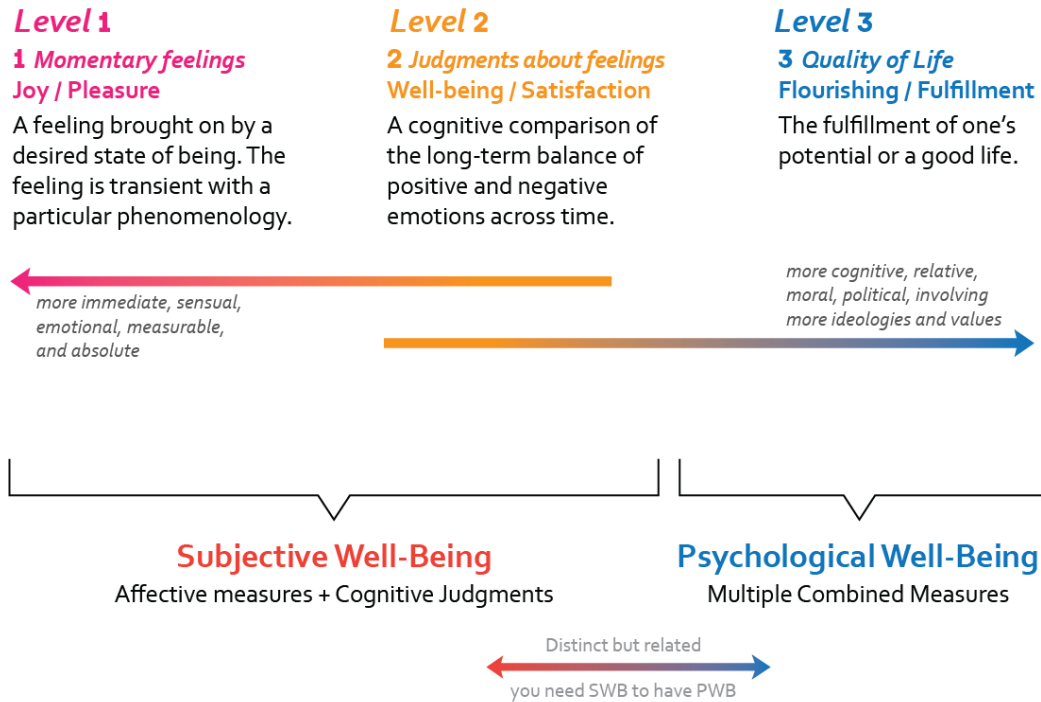 Level 1
1 Momentary feelings
Joy / Pleasure
A feeling brought on by a
desired state of being. The
feeling is transient with a
particular phenomenology.
Level 2
2 Judgments about feelings
Well-being / Satisfaction
A cognitive comparison of
the long-term balance of
positive and negative
emotions across time.
Level 3
3 Quality of Life
Flourishing / Fulfillment
The fulfillment of one's
potential or a good life.
more immediate, sensual,
emotional, measurable,
and absolute
more cognitive, relative,
moral, political, involving
more ideologies and values
Subjective Well-Being
Affective measures + Cognitive Judgments
Psychological Well-Being
Multiple Combined Measures
Distinct but related
you need SWB to have PWB